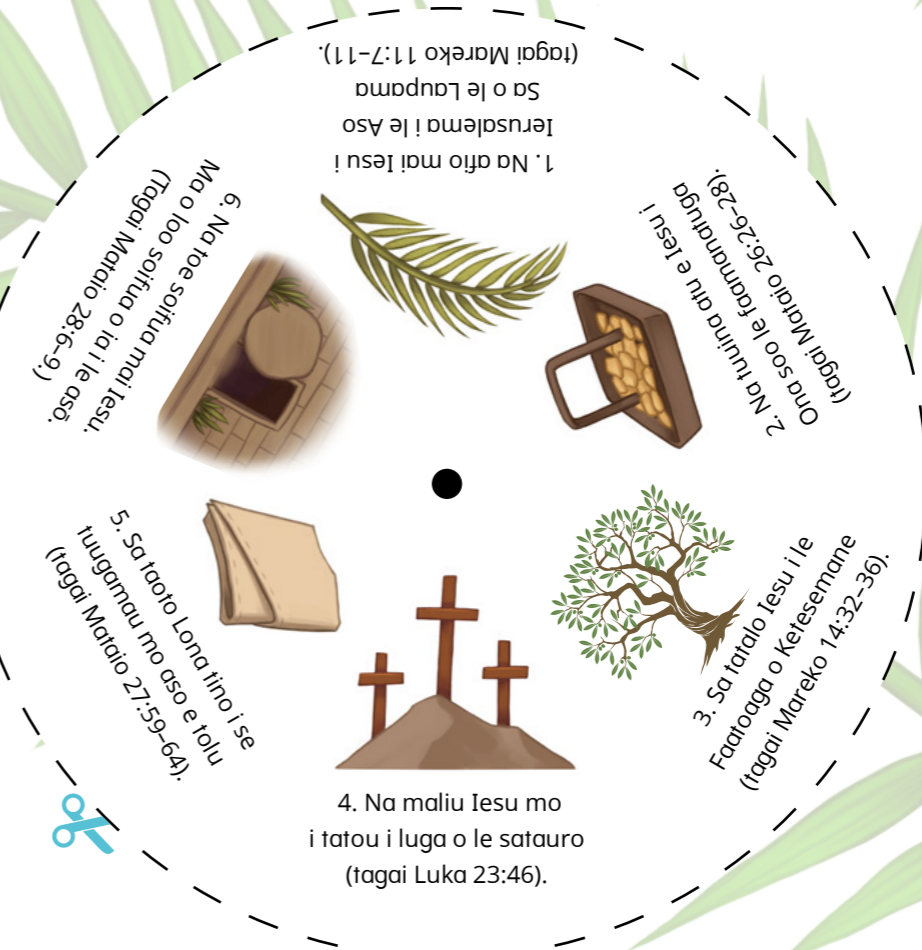 1. Na afio mai Iesu i
Ierusalema i le Aso
Sa o le Laupama
(tagai Mareko 11:7–11).
2. Na tuuina atu e Iesu i
Ona soo le faamanatuga
(tagai Mataio 26:26–28).
3. Sa tatalo Iesu i le
Faatoaga o Ketesemane
(tagai Mareko 14:32–36).
4. Na maliu Iesu mo
i tatou i luga o le satauro
(tagai Luka 23:46).
5. Sa taoto Lona tino i se
tuugamau mo aso e tolu
(tagai Mataio 27:59–64).
6. Na toe soifua mai Iesu.
Ma o loo soifua o ia i le asō.
(Tagai Mataio 28:6–9.)